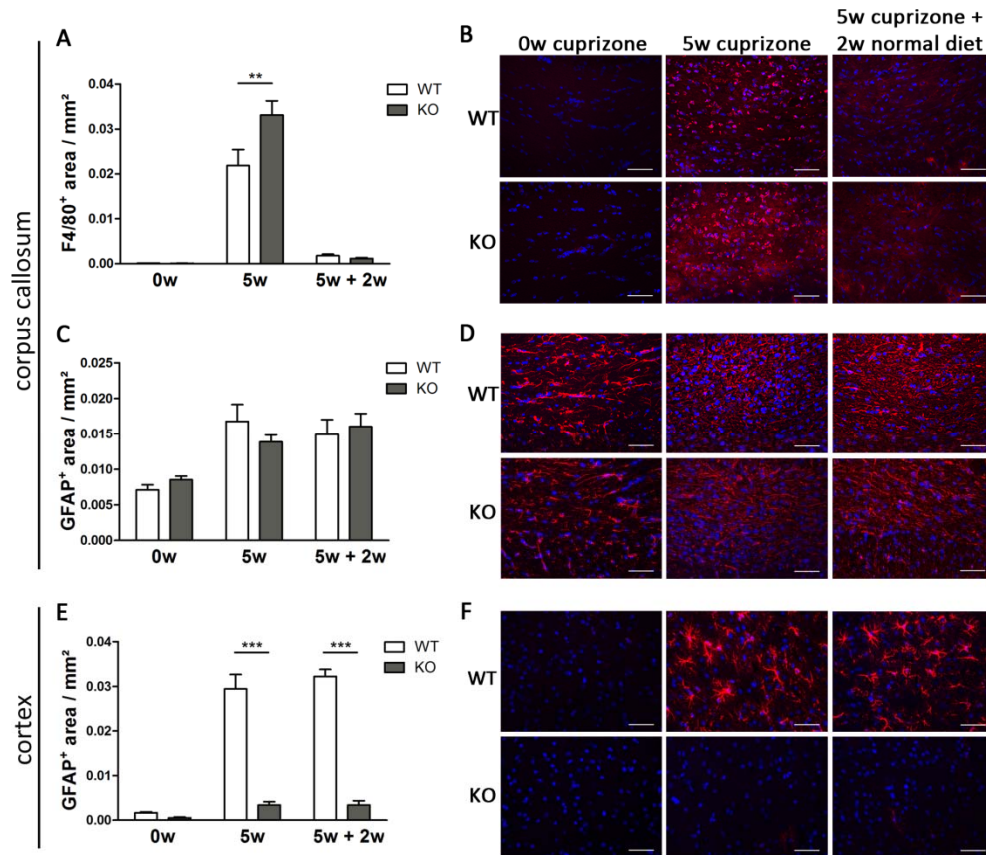 corpus callosum
cortex
A
F4/80⁺ area / mm²
0.04
0.03
0.02
0.01
0.00
**
WT
KO
0w
5w
5w + 2w
B
0w cuprizone
5w cuprizone
5w cuprizone +
2w normal diet
WT
KO
C
GFAP⁺ area / mm²
0.025
0.020
0.015
0.010
0.005
0.000
WT
KO
0w
5w
5w + 2w
D
WT
KO
E
GFAP⁺ area / mm²
0.04
0.03
0.02
0.01
0.00
***
***
WT
KO
0w
5w
5w + 2w
F
WT
KO